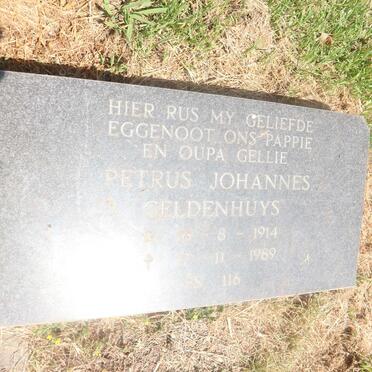 HIER RUS MY GELIEFDE
EGGENOOT ONS PAPPIE
EN OUPA GELLIE
PETRUS JOHANNES
GELDENHUYS
8 - 1914
11 - 1989
116